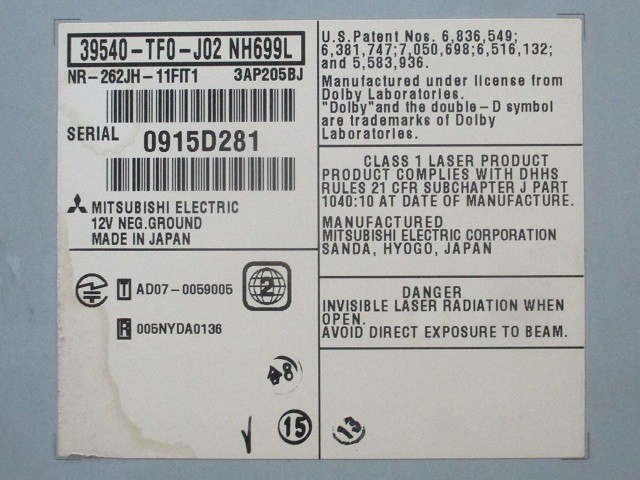 39540-TF0-J02 NH699L
NR-262JH-11FIT1 3AP205BJ
SERIAL 0915D281
MITSUBISHI ELECTRIC
12V NEG.GROUND
MADE IN JAPAN
T AD07-0059005
2
R 005NYDA0136
8
15
U.S.Patent Nos. 6,836,549;
6,381,747;7,050,698;6,516,132;
and 5,583,936.
Manufactured under license from
Dolby Laboratories.
"Dolby"and the double-D symbol
are trademarks of Dolby
Laboratories.
CLASS 1 LASER PRODUCT
PRODUCT COMPLIES WITH DHHS
RULES 21 CFR SUBCHAPTER J PART
1040:10 AT DATE OF MANUFACTURE.
MANUFACTURED
MITSUBISHI ELECTRIC CORPORATION
SANDA, HYOGO, JAPAN
DANGER
INVISIBLE LASER RADIATION WHEN
OPEN.
AVOID DIRECT EXPOSURE TO BEAM.
13